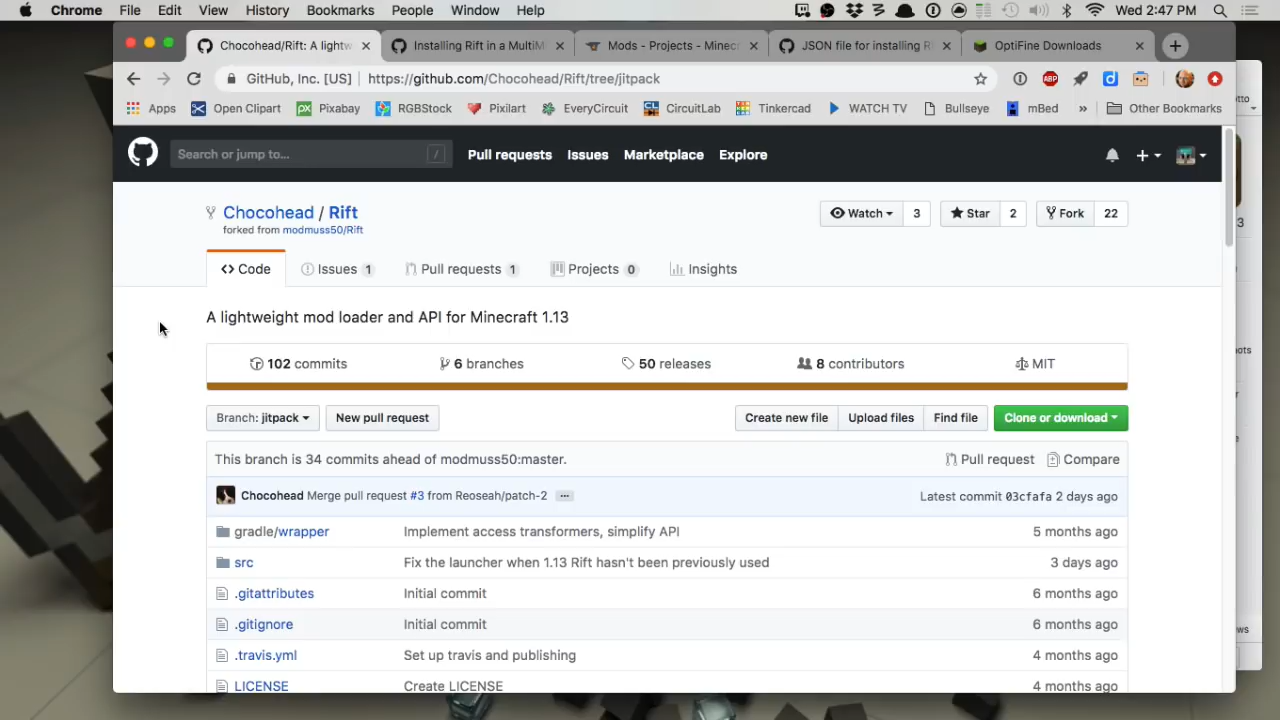 Chrome File Edit View History Bookmarks People Window Help Wed 2:47 PM
Chocohead/Rift: A lightw Installing Rift in a MultiM Mods - Projects - Minec JSON file for installing R OptiFine Downloads
GitHub, Inc. [US] https://github.com/Chocohead/Rift/tree/jitpack
Apps Open Clipart Pixabay RGBStock Pixlart EveryCircuit CircuitLab Tinkercad WATCH TV Bullseye mBed » Other Bookmarks
Search or jump to... / Pull requests Issues Marketplace Explore
Chocohead / Rift Watch 3 Star 2 Fork 22
forked from modmuss50/Rift
Code Issues 1 Pull requests 1 Projects 0 Insights
A lightweight mod loader and API for Minecraft 1.13
102 commits 6 branches 50 releases 8 contributors MIT
Branch: jitpack New pull request Create new file Upload files Find file Clone or download
This branch is 34 commits ahead of modmuss50:master. Pull request Compare
Chocohead Merge pull request #3 from Reoseah/patch-2 ... Latest commit 03cfafa 2 days ago
gradle/wrapper Implement access transformers, simplify API 5 months ago
src Fix the launcher when 1.13 Rift hasn't been previously used 3 days ago
.gitattributes Initial commit 6 months ago
.gitignore Initial commit 6 months ago
.travis.yml Set up travis and publishing 4 months ago
LICENSE Create LICENSE 4 months ago